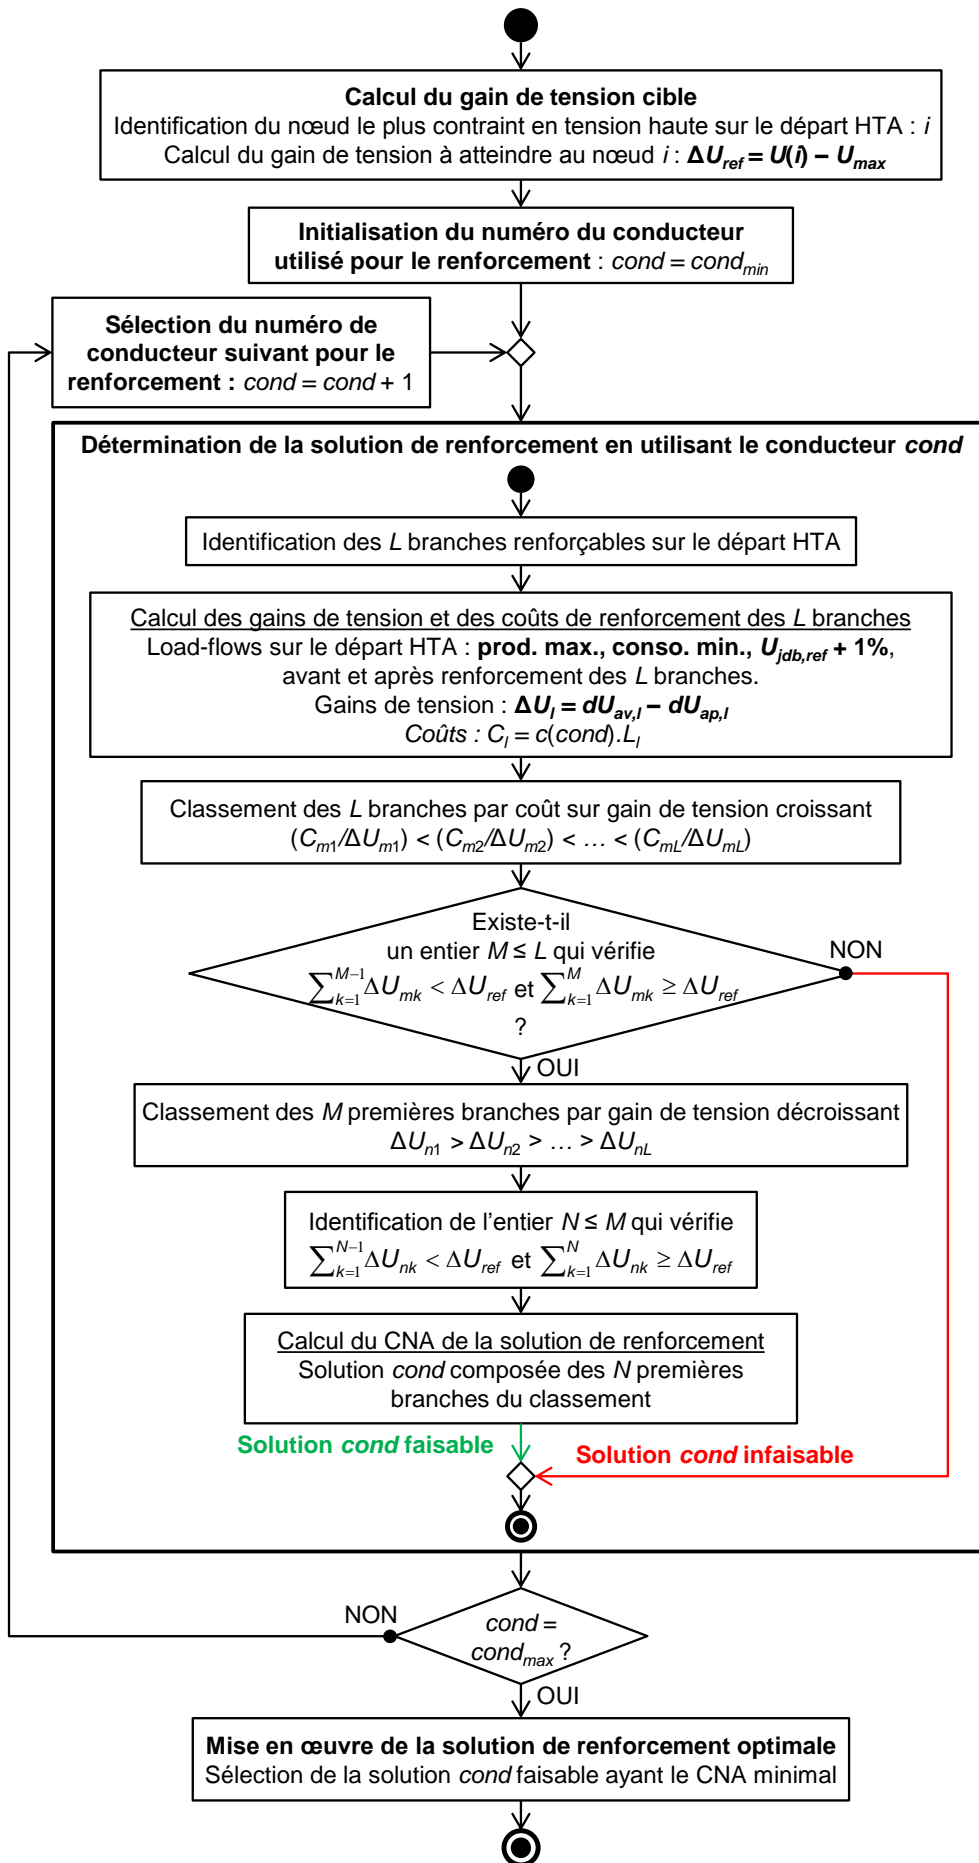 Calcul du gain de tension cible
Identification du nœud le plus contraint en tension haute sur le départ HTA : i
Calcul du gain de tension à atteindre au nœud i : ΔU_ref = U(i) − U_max
Initialisation du numéro du conducteur
utilisé pour le renforcement : cond = cond_min
Sélection du numéro de
conducteur suivant pour le
renforcement : cond = cond + 1
Détermination de la solution de renforcement en utilisant le conducteur cond
Identification des L branches renforçables sur le départ HTA
Calcul des gains de tension et des coûts de renforcement des L branches
Load-flows sur le départ HTA : prod. max., conso. min., U_jdb,ref + 1%,
avant et après renforcement des L branches.
Gains de tension : ΔU_l = dU_av,l − dU_ap,l
Coûts : C_l = c(cond).L_l
Classement des L branches par coût sur gain de tension croissant
(C_m1/ΔU_m1) < (C_m2/ΔU_m2) < … < (C_mL/ΔU_mL)
Existe-t-il
un entier M ≤ L qui vérifie
∑_{k=1}^{M−1} ΔU_mk < ΔU_ref et ∑_{k=1}^{M} ΔU_mk ≥ ΔU_ref
?
NON
OUI
Classement des M premières branches par gain de tension décroissant
ΔU_n1 > ΔU_n2 > … > ΔU_nL
Identification de l’entier N ≤ M qui vérifie
∑_{k=1}^{N−1} ΔU_nk < ΔU_ref et ∑_{k=1}^{N} ΔU_nk ≥ ΔU_ref
Calcul du CNA de la solution de renforcement
Solution cond composée des N premières
branches du classement
Solution cond faisable
Solution cond infaisable
NON
cond =
cond_max ?
OUI
Mise en œuvre de la solution de renforcement optimale
Sélection de la solution cond faisable ayant le CNA minimal